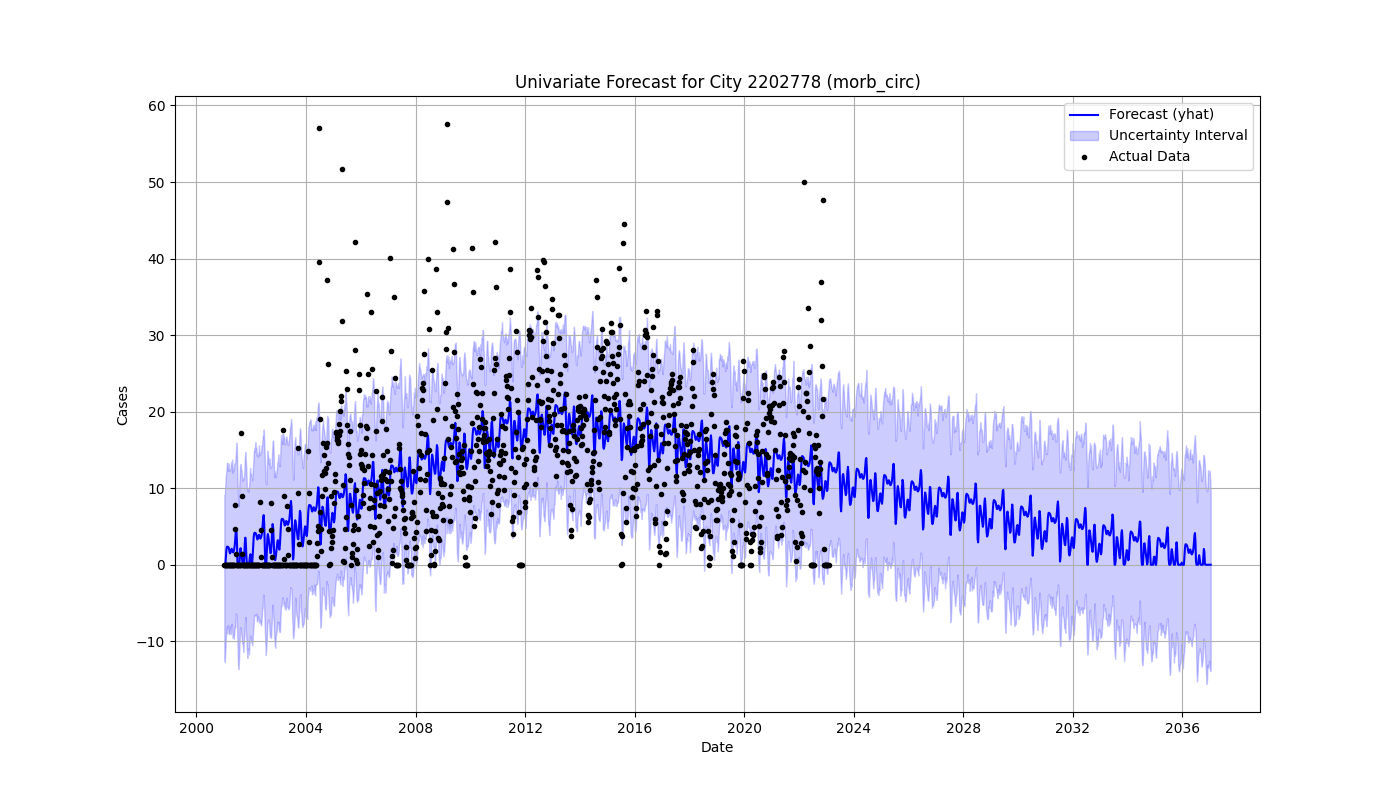 Univariate Forecast for City 2202778 (morb_circ)
Forecast (yhat)
Uncertainty Interval
Actual Data
60
50
40
30
20
10
0
−10
Cases
2000 2004 2008 2012 2016 2020 2024 2028 2032 2036
Date